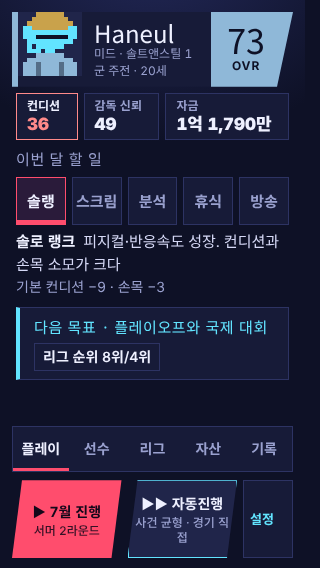 Haneul
미드 · 솔트앤스틸 1
군 주전 · 20세
73
OVR
컨디션
36
감독 신뢰
49
자금
1억 1,790만
이번 달 할 일
솔랭
스크림
분석
휴식
방송
솔로 랭크 피지컬·반응속도 성장. 컨디션과
손목 소모가 크다
기본 컨디션 −9 · 손목 −3
다음 목표 · 플레이오프와 국제 대회
리그 순위 8위/4위
플레이
선수
리그
자산
기록
▶ 7월 진행
서머 2라운드
▶▶ 자동진행
사건 균형 · 경기 직
접
설정